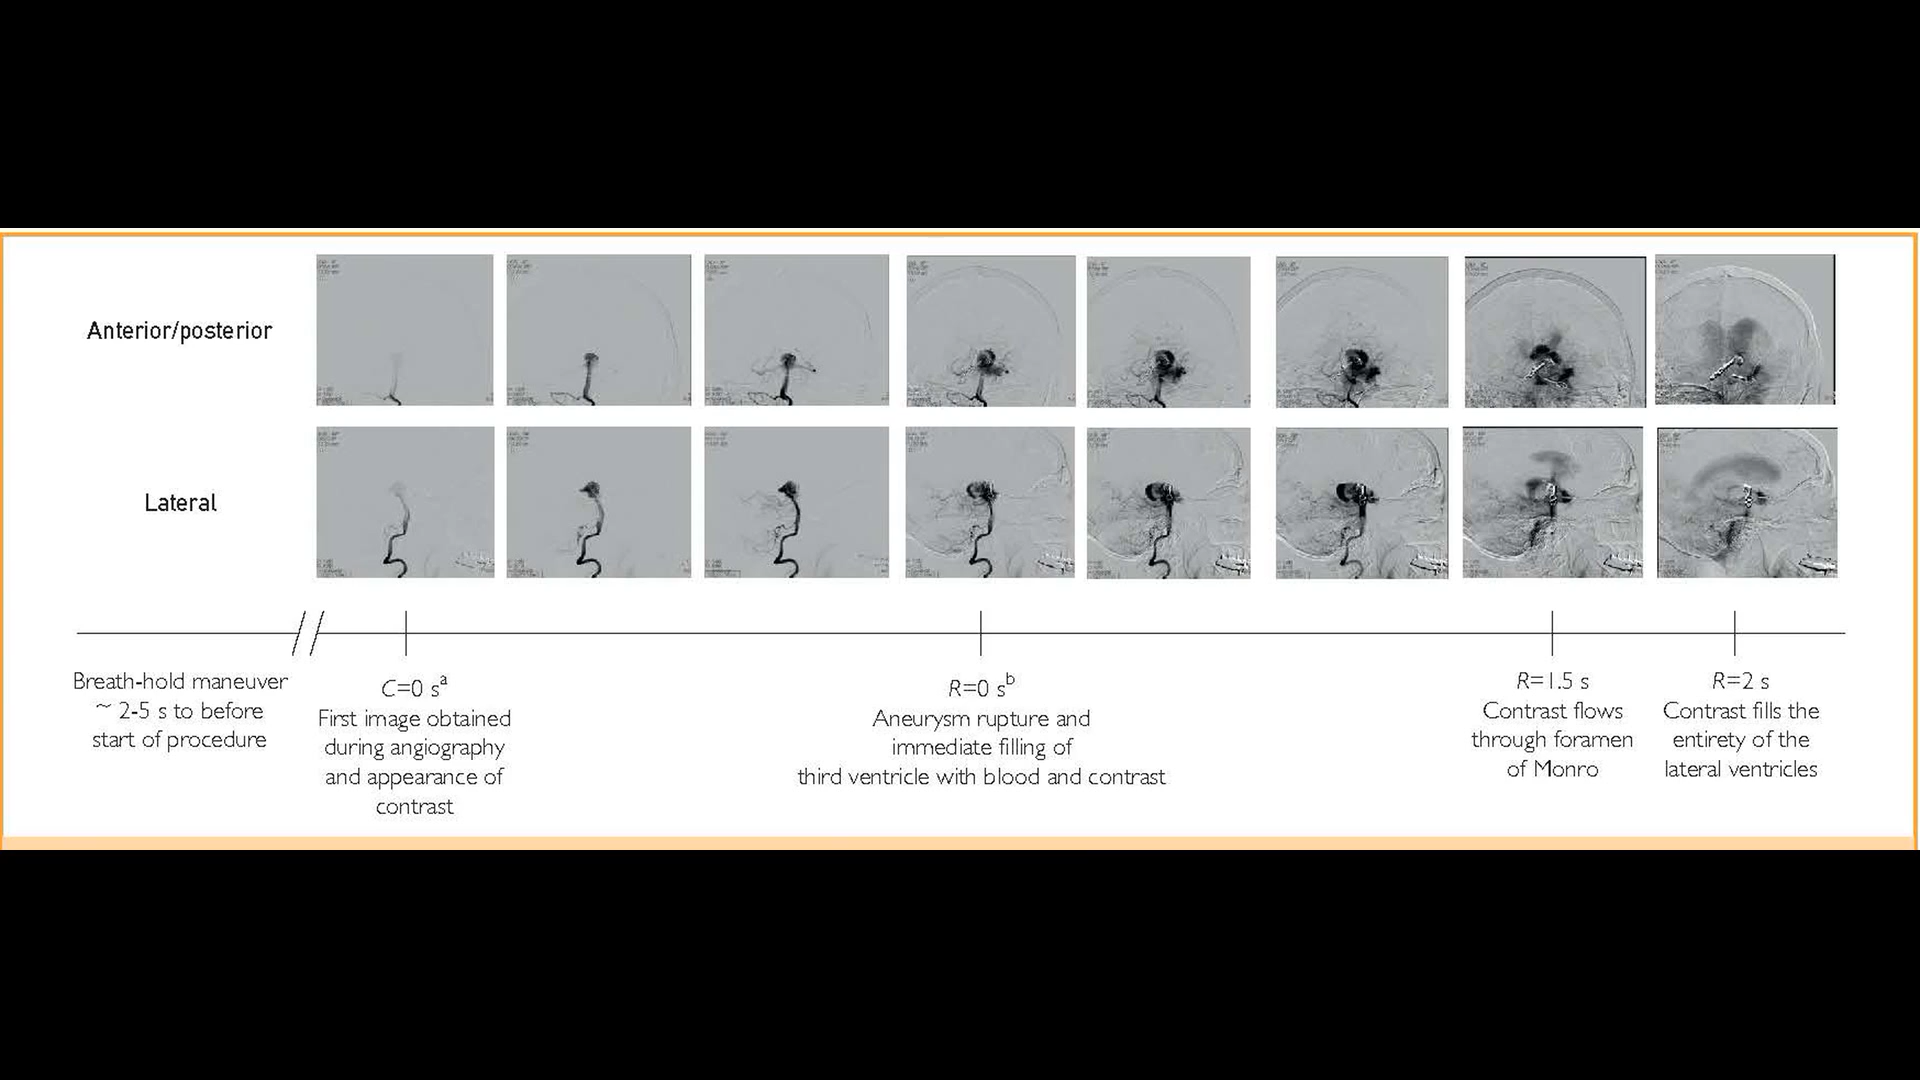 Anterior/posterior
Lateral
Breath-hold maneuver
~ 2-5 s to before
start of procedure
C=0 sᵃ
First image obtained
during angiography
and appearance of
contrast
R=0 sᵇ
Aneurysm rupture and
immediate filling of
third ventricle with blood and contrast
R=1.5 s
Contrast flows
through foramen
of Monro
R=2 s
Contrast fills the
entirety of the
lateral ventricles